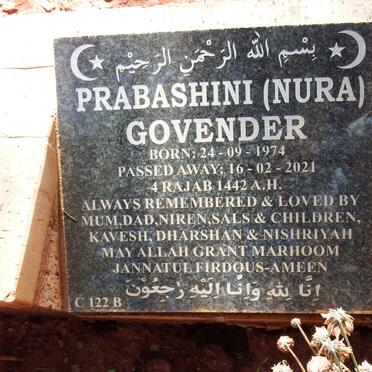 بِسْمِ اللهِ الرَّحْمٰنِ الرَّحِيْمِ
PRABASHINI (NURA)
GOVENDER
BORN: 24 - 09 - 1974
PASSED AWAY: 16 - 02 - 2021
4 RAJAB 1442 A.H.
ALWAYS REMEMBERED & LOVED BY
MUM,DAD,NIREN,SALS & CHILDREN,
KAVESH, DHARSHAN & NISHRIYAH
MAY ALLAH GRANT MARHOOM
JANNATUL FIRDOUS-AMEEN
اِنَّا لِلّٰهِ وَاِنَّا اِلَيْهِ رٰجِعُوْنَ
C 122 B